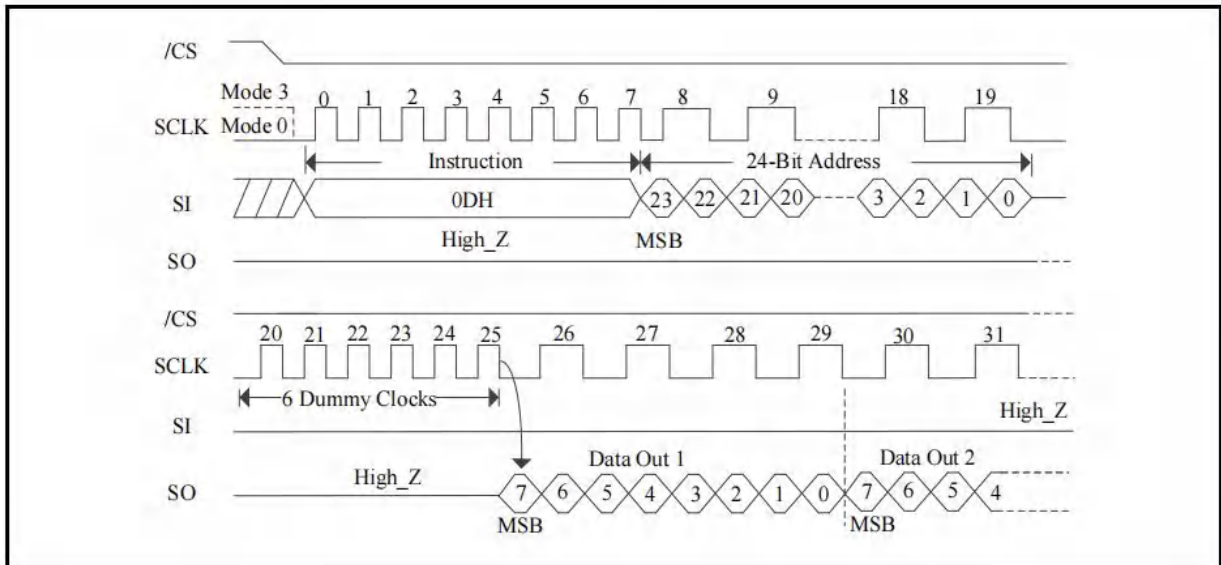 /CS
Mode 3 0 1 2 3 4 5 6 7 8 9 18 19
SCLK Mode 0
Instruction 24-Bit Address
SI 0DH 23 22 21 20 3 2 1 0
High_Z MSB
SO
/CS
20 21 22 23 24 25 26 27 28 29 30 31
SCLK
6 Dummy Clocks
High_Z
SI
Data Out 1 Data Out 2
High_Z
SO 7 6 5 4 3 2 1 0 7 6 5 4
MSB MSB